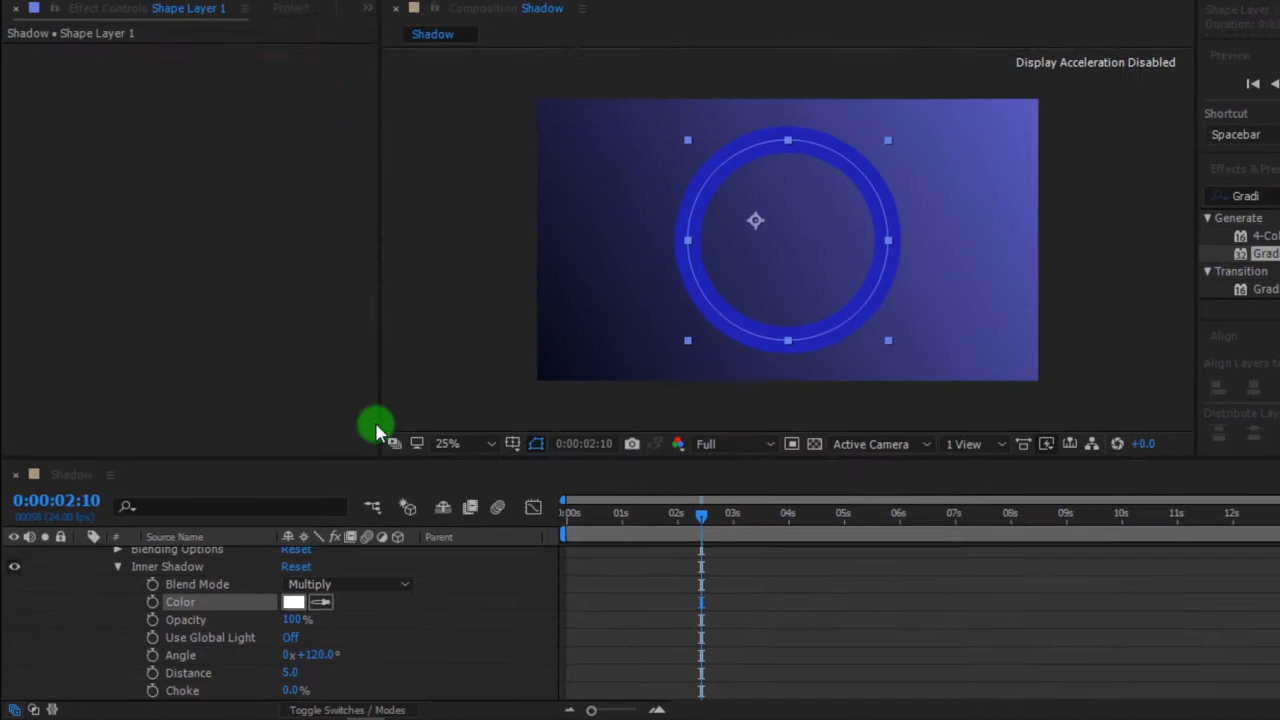 Effect Controls Shape Layer 1
Project
Shadow • Shape Layer 1
Composition Shadow
Shadow
Display Acceleration Disabled
Shape Layer 1
Preview
Shortcut
Spacebar
Effects & Pres
Gradi
Generate
4-Col
Grad
Transition
Grad
Align
Align Layers to
Distribute Lay
25%
0:00:02:10
Full
Active Camera
1 View
+0.0
Shadow
0:00:02:10
00058 (24.00 fps)
:00s 01s 02s 03s 04s 05s 06s 07s 08s 09s 10s 11s 12s
# Source Name
Parent
Blending Options Reset
Inner Shadow Reset
Blend Mode Multiply
Color
Opacity 100%
Use Global Light Off
Angle 0x+120.0°
Distance 5.0
Choke 0.0%
Toggle Switches / Modes